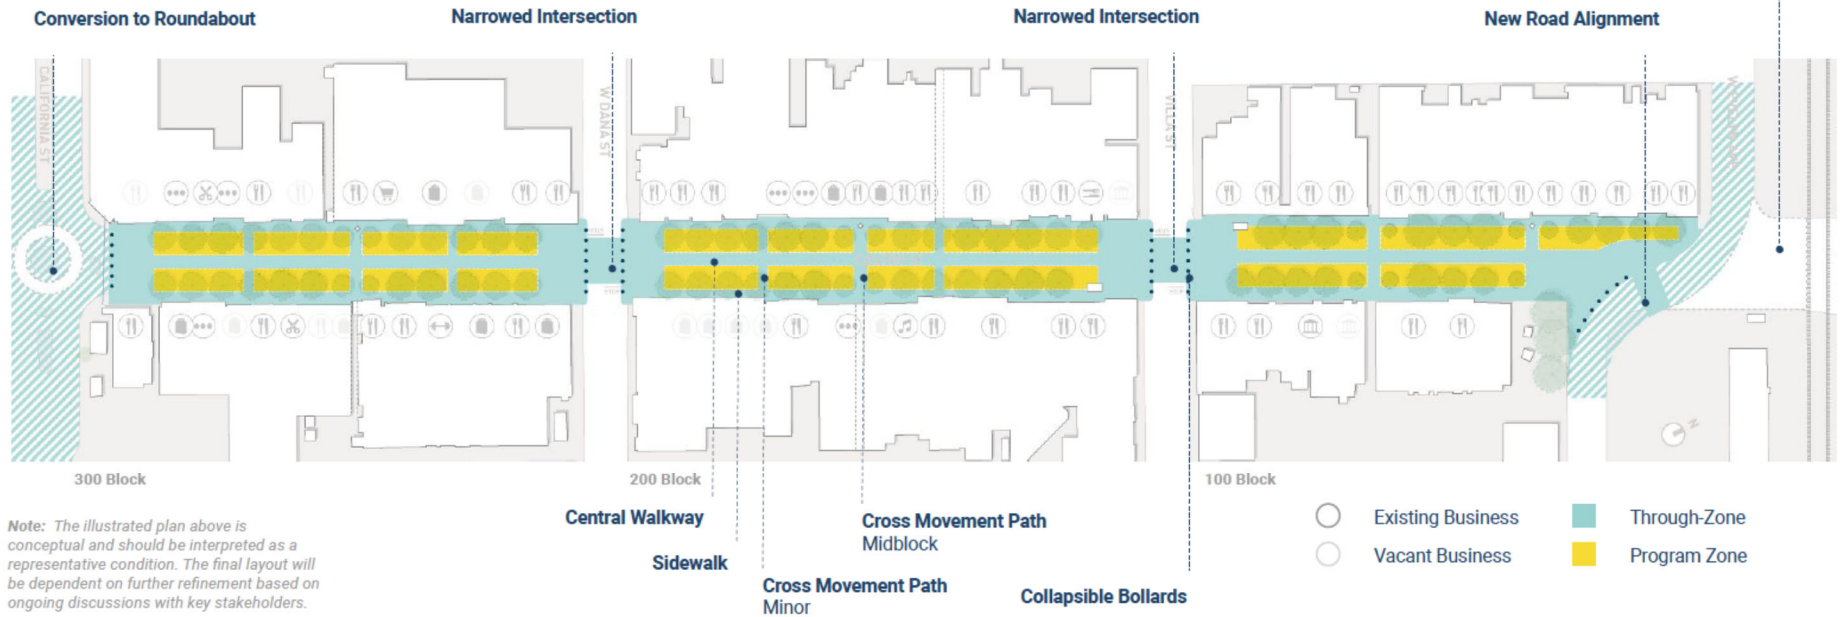 Conversion to Roundabout
Narrowed Intersection
Narrowed Intersection
New Road Alignment
CALIFORNIA ST
W DANA ST
VILLA ST
N
300 Block
200 Block
100 Block
Central Walkway
Sidewalk
Cross Movement Path
Minor
Cross Movement Path
Midblock
Collapsible Bollards
Existing Business
Vacant Business
Through-Zone
Program Zone
Note: The illustrated plan above is
conceptual and should be interpreted as a
representative condition. The final layout will
be dependent on further refinement based on
ongoing discussions with key stakeholders.